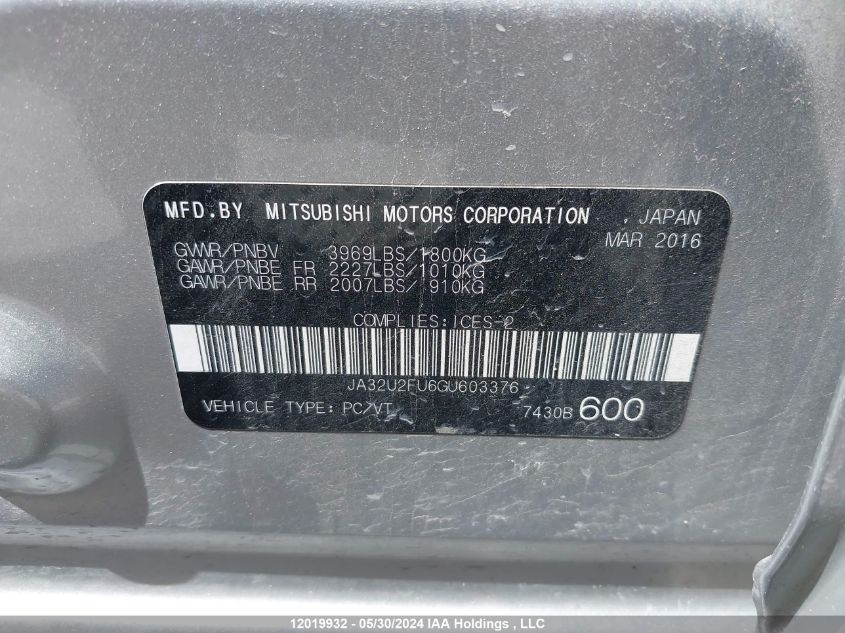 MFD.BY MITSUBISHI MOTORS CORPORATION , JAPAN
MAR 2016
GVWR/PNBV 3969LBS/1800KG
GAWR/PNBE FR 2227LBS/1010KG
GAWR/PNBE RR 2007LBS/ 910KG
COMPLIES:ICES-2
JA32U2FU6GU603376
VEHICLE TYPE: PC/VT 7430B 600
12019932 - 05/30/2024 IAA Holdings , LLC